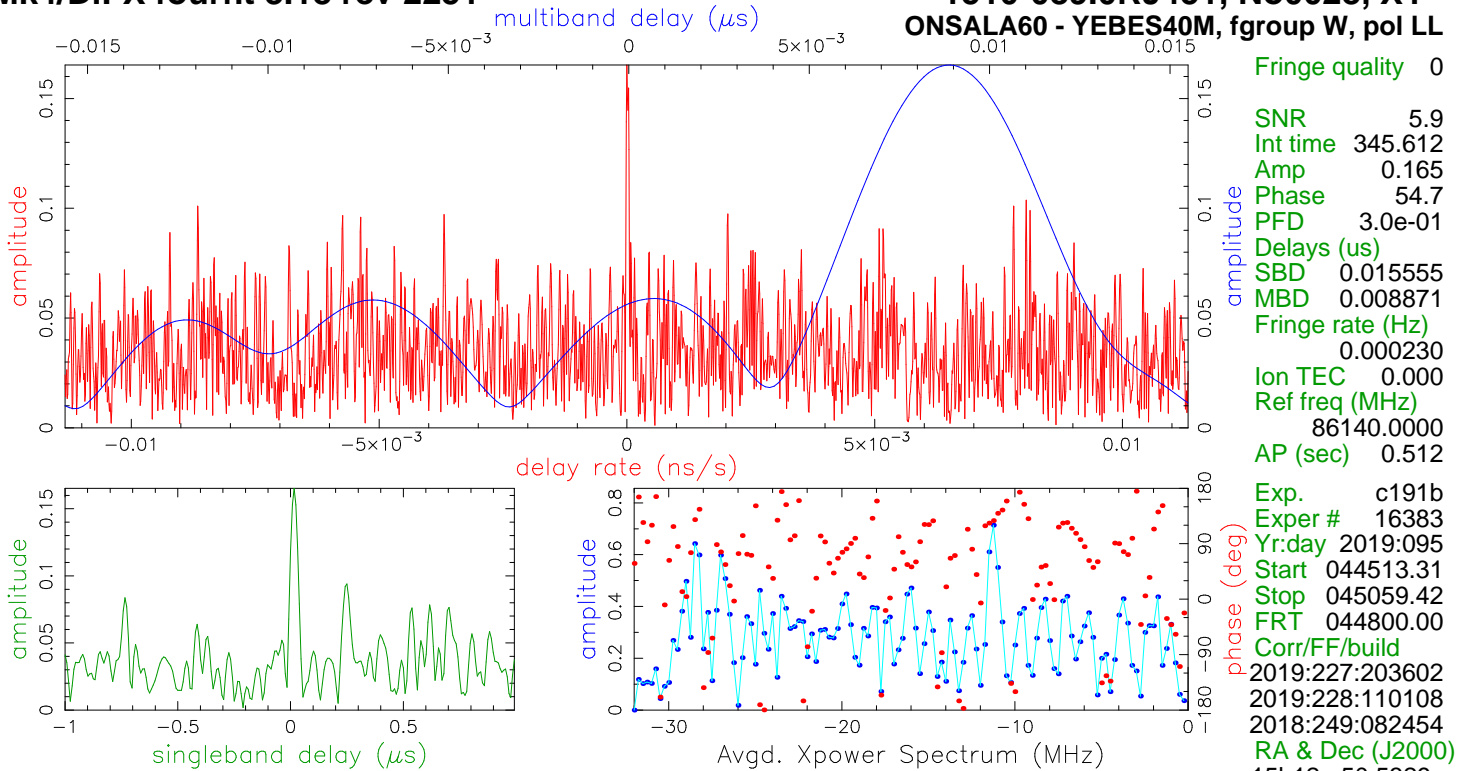 multiband delay (μs)
ONSALA60 - YEBES40M, fgroup W, pol LL
−0.015 −0.01 −5×10⁻³ 0 5×10⁻³ 0.01 0.015
amplitude
0 0.05 0.1 0.15
amplitude
0 0.05 0.1 0.15
−0.01 −5×10⁻³ 0 5×10⁻³ 0.01
delay rate (ns/s)
Fringe quality 0
SNR 5.9
Int time 345.612
Amp 0.165
Phase 54.7
PFD 3.0e-01
Delays (us)
SBD 0.015555
MBD 0.008871
Fringe rate (Hz)
0.000230
Ion TEC 0.000
Ref freq (MHz)
86140.0000
AP (sec) 0.512
Exp. c191b
Exper # 16383
Yr:day 2019:095
Start 044513.31
Stop 045059.42
FRT 044800.00
Corr/FF/build
2019:227:203602
2019:228:110108
2018:249:082454
RA & Dec (J2000)
amplitude
0 0.05 0.1 0.15
−1 −0.5 0 0.5
singleband delay (μs)
amplitude
0 0.2 0.4 0.6 0.8
−30 −20 −10 0
Avgd. Xpower Spectrum (MHz)
phase (deg)
−180 −90 0 90 180